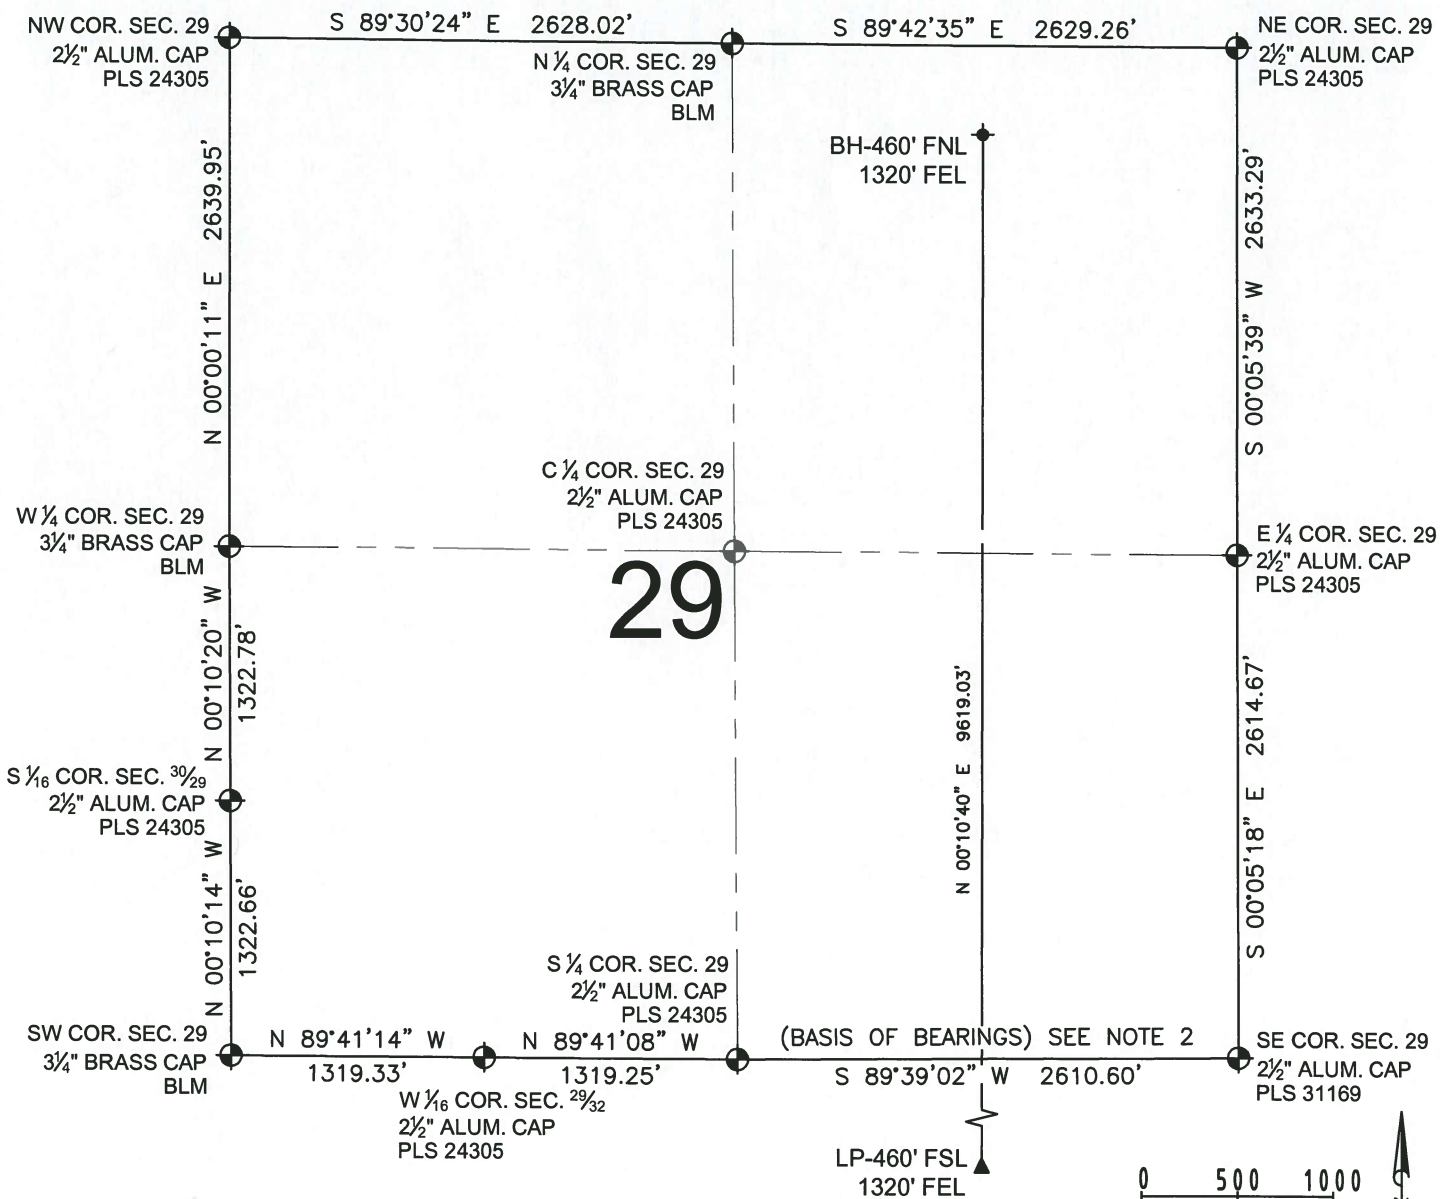 NW COR. SEC. 29
2½" ALUM. CAP
PLS 24305
S 89°30'24" E 2628.02'
N ¼ COR. SEC. 29
3¼" BRASS CAP
BLM
S 89°42'35" E 2629.26'
NE COR. SEC. 29
2½" ALUM. CAP
PLS 24305
BH-460' FNL
1320' FEL
N 00°00'11" E 2639.95'
S 00°05'39" W 2633.29'
C ¼ COR. SEC. 29
2½" ALUM. CAP
PLS 24305
W ¼ COR. SEC. 29
3¼" BRASS CAP
BLM
E ¼ COR. SEC. 29
2½" ALUM. CAP
PLS 24305
29
N 00°10'20" W
1322.78'
N 00°10'40" E 9619.03'
S 00°05'18" E 2614.67'
S 1⁄16 COR. SEC. 30⁄29
2½" ALUM. CAP
PLS 24305
N 00°10'14" W
1322.66'
S ¼ COR. SEC. 29
2½" ALUM. CAP
PLS 24305
SW COR. SEC. 29
3¼" BRASS CAP
BLM
N 89°41'14" W
1319.33'
N 89°41'08" W
1319.25'
(BASIS OF BEARINGS) SEE NOTE 2
S 89°39'02" W 2610.60'
SE COR. SEC. 29
2½" ALUM. CAP
PLS 31169
W 1⁄16 COR. SEC. 29⁄32
2½" ALUM. CAP
PLS 24305
LP-460' FSL
1320' FEL
0 500 1000